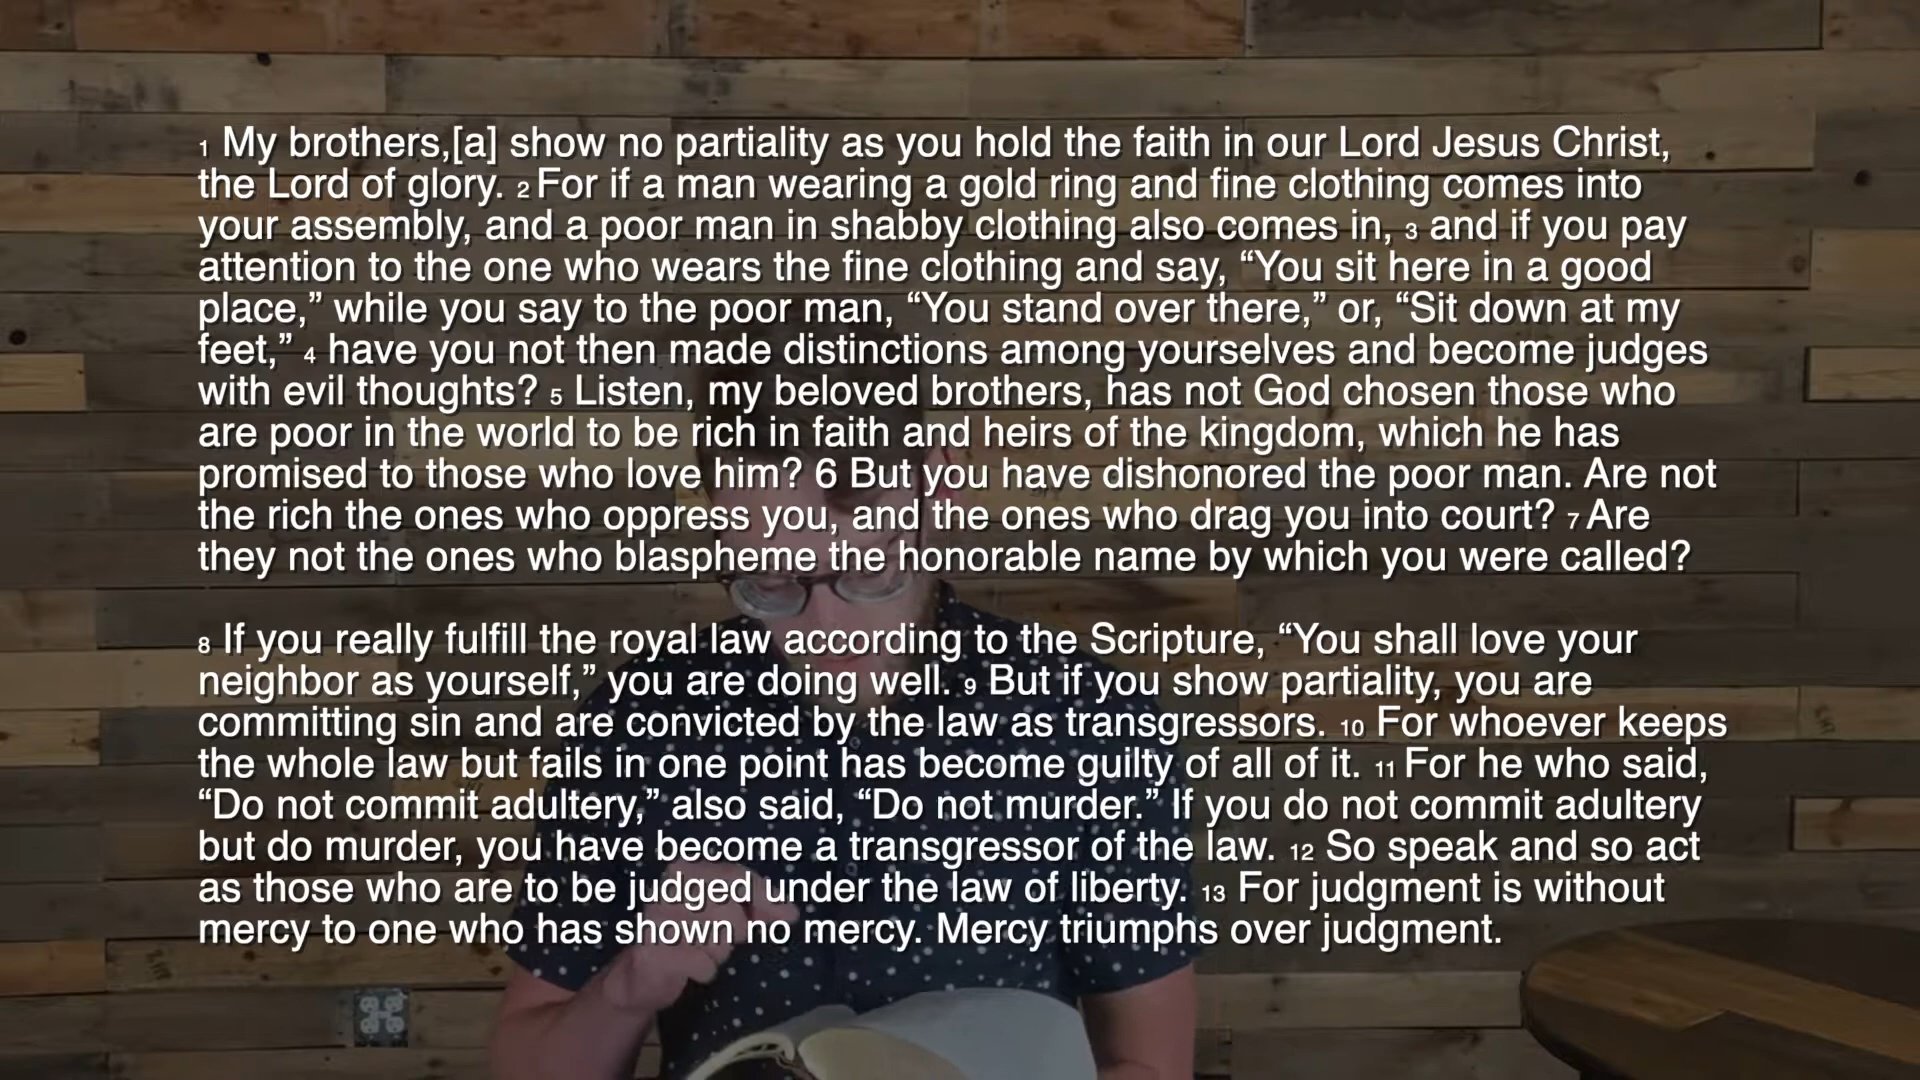 1 My brothers,[a] show no partiality as you hold the faith in our Lord Jesus Christ,
the Lord of glory. 2 For if a man wearing a gold ring and fine clothing comes into
your assembly, and a poor man in shabby clothing also comes in, 3 and if you pay
attention to the one who wears the fine clothing and say, “You sit here in a good
place,” while you say to the poor man, “You stand over there,” or, “Sit down at my
feet,” 4 have you not then made distinctions among yourselves and become judges
with evil thoughts? 5 Listen, my beloved brothers, has not God chosen those who
are poor in the world to be rich in faith and heirs of the kingdom, which he has
promised to those who love him? 6 But you have dishonored the poor man. Are not
the rich the ones who oppress you, and the ones who drag you into court? 7 Are
they not the ones who blaspheme the honorable name by which you were called?
8 If you really fulfill the royal law according to the Scripture, “You shall love your
neighbor as yourself,” you are doing well. 9 But if you show partiality, you are
committing sin and are convicted by the law as transgressors. 10 For whoever keeps
the whole law but fails in one point has become guilty of all of it. 11 For he who said,
“Do not commit adultery,” also said, “Do not murder.” If you do not commit adultery
but do murder, you have become a transgressor of the law. 12 So speak and so act
as those who are to be judged under the law of liberty. 13 For judgment is without
mercy to one who has shown no mercy. Mercy triumphs over judgment.